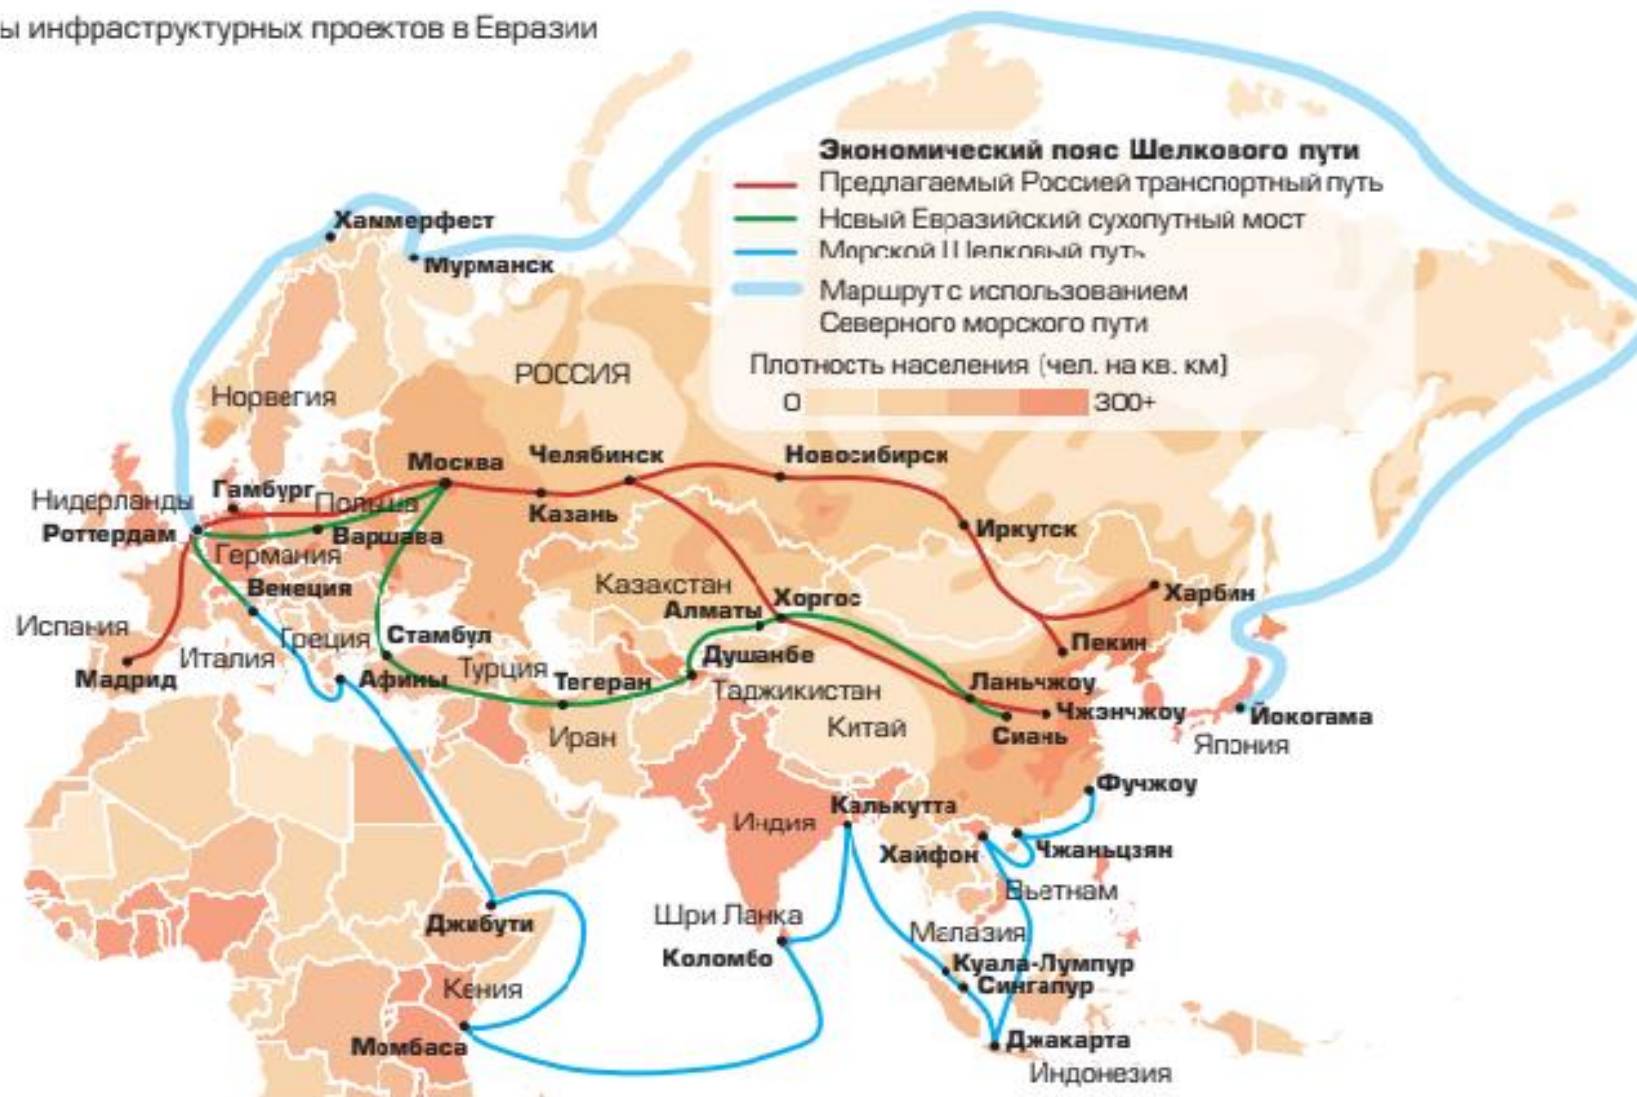 ы инфраструктурных проектов в Евразии
Экономический пояс Шелкового пути
Предлагаемый Россией транспортный путь
Новый Евразийский сухопутный мост
Морской Шелковый путь
Маршрут с использованием
Северного морского пути
Плотность населения (чел. на кв. км)
0 300+
Хаммерфест
Мурманск
РОССИЯ
Норвегия
Москва
Челябинск
Новосибирск
Нидерланды
Гамбург
Польша
Казань
Роттердам
Варшава
Иркутск
Германия
Венеция
Казахстан
Алматы
Хоргос
Харбин
Испания
Греция
Стамбул
Пекин
Италия
Турция
Душанбе
Мадрид
Афины
Тегеран
Таджикистан
Ланьчжоу
Чжэнчжоу
Йокогама
Иран
Китай
Сиань
Япония
Фучжоу
Калькутта
Индия
Хайфон
Чжаньцзян
Вьетнам
Шри Ланка
Джибути
Малазия
Коломбо
Куала-Лумпур
Сингапур
Кения
Момбаса
Джакарта
Индонезия